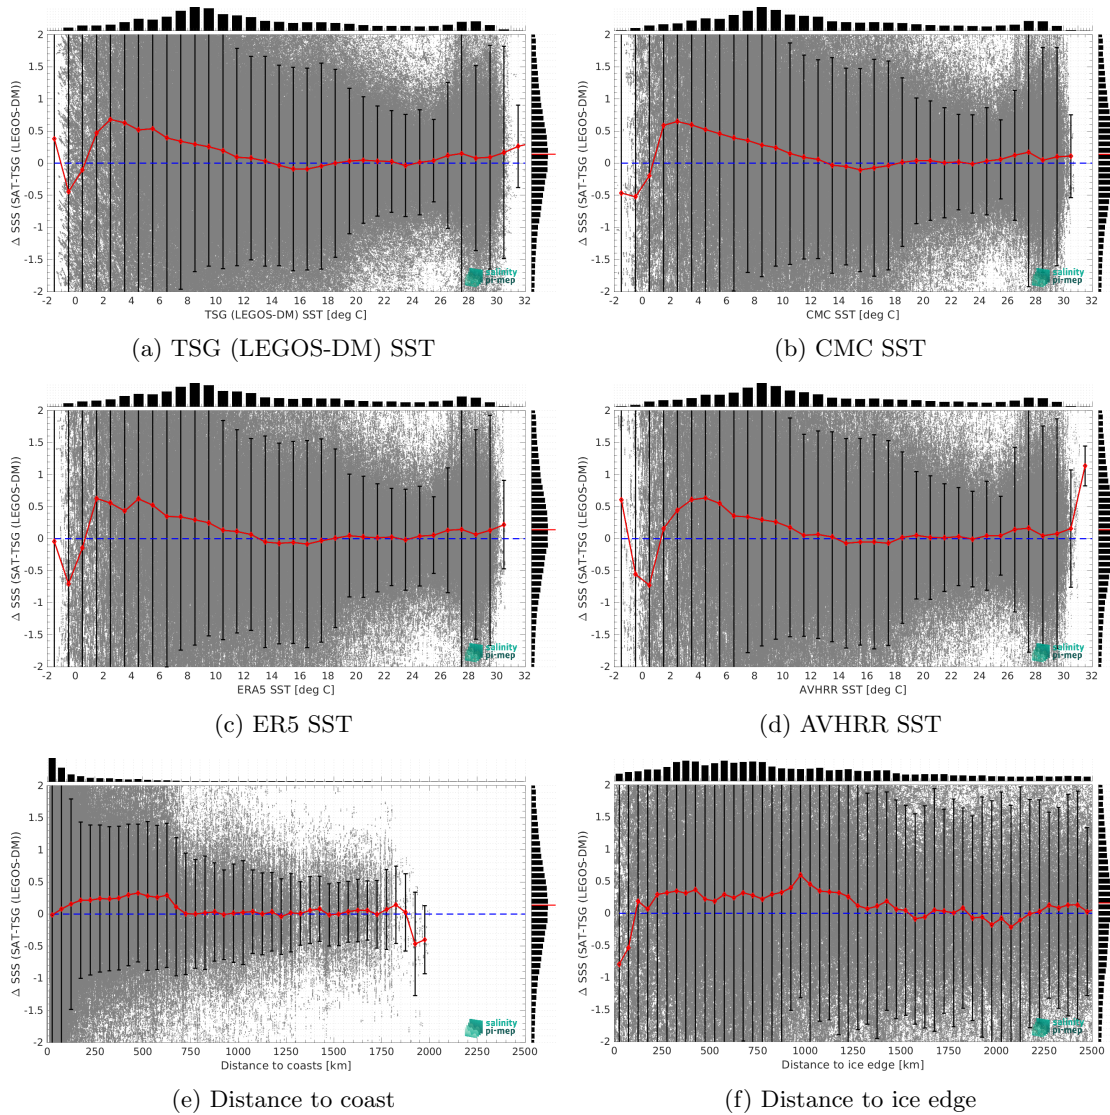 2
1.5
1
0.5
0
-0.5
-1
-1.5
-2
Δ SSS (SAT-TSG (LEGOS-DM))
salinity
pi-mep
-2 0 2 4 6 8 10 12 14 16 18 20 22 24 26 28 30 32
TSG (LEGOS-DM) SST [deg C]
(a) TSG (LEGOS-DM) SST
2
1.5
1
0.5
0
-0.5
-1
-1.5
-2
Δ SSS (SAT-TSG (LEGOS-DM))
salinity
pi-mep
-2 0 2 4 6 8 10 12 14 16 18 20 22 24 26 28 30 32
CMC SST [deg C]
(b) CMC SST
2
1.5
1
0.5
0
-0.5
-1
-1.5
-2
Δ SSS (SAT-TSG (LEGOS-DM))
salinity
pi-mep
-2 0 2 4 6 8 10 12 14 16 18 20 22 24 26 28 30 32
ERA5 SST [deg C]
(c) ER5 SST
2
1.5
1
0.5
0
-0.5
-1
-1.5
-2
Δ SSS (SAT-TSG (LEGOS-DM))
salinity
pi-mep
-2 0 2 4 6 8 10 12 14 16 18 20 22 24 26 28 30 32
AVHRR SST [deg C]
(d) AVHRR SST
2
1.5
1
0.5
0
-0.5
-1
-1.5
-2
Δ SSS (SAT-TSG (LEGOS-DM))
salinity
pi-mep
0 250 500 750 1000 1250 1500 1750 2000 2250 2500
Distance to coasts [km]
(e) Distance to coast
2
1.5
1
0.5
0
-0.5
-1
-1.5
-2
Δ SSS (SAT-TSG (LEGOS-DM))
salinity
pi-mep
0 250 500 750 1000 1250 1500 1750 2000 2250 2500
Distance to ice edge [km]
(f) Distance to ice edge